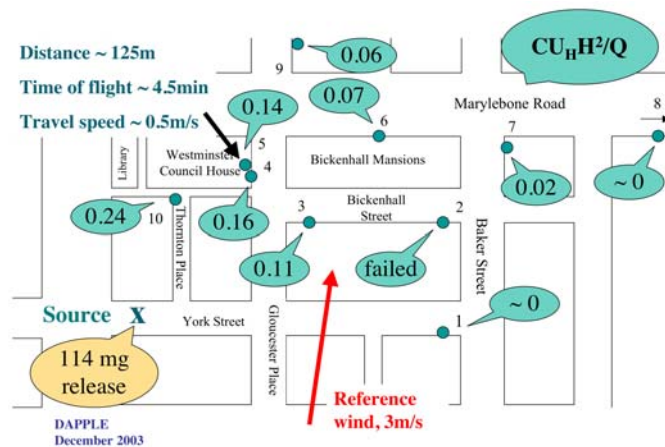 Distance ~ 125m
Time of flight ~ 4.5min
Travel speed ~ 0.5m/s
0.06
9
CU_HH²/Q
0.07
0.14
6
Marylebone Road
8
5
7
Library
Westminster
Council House
4
Bickenhall Mansions
0.24
10
Thornton Place
0.16
3
Bickenhall
Street
2
0.02
~ 0
0.11
failed
Baker Street
Source X
York Street
Gloucester Place
1
~ 0
114 mg
release
Reference
wind, 3m/s
DAPPLE
December 2003